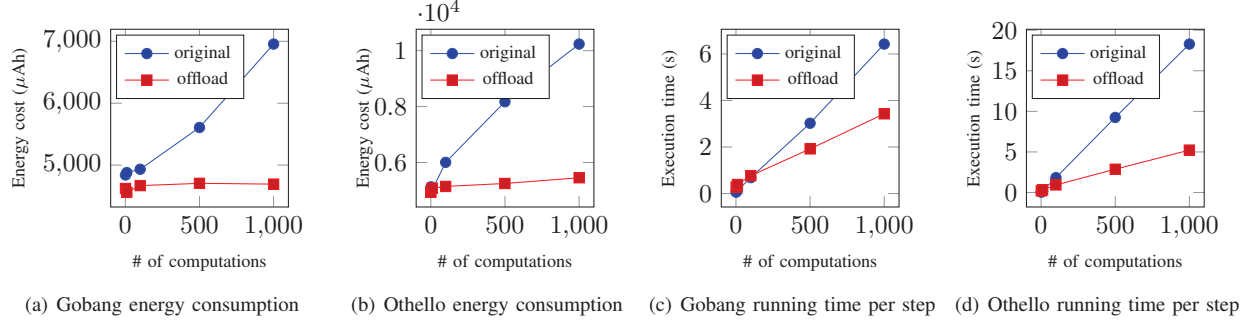 7,000
6,000
5,000
Energy cost (μAh)
original
offload
0 500 1,000
# of computations
(a) Gobang energy consumption
·10⁴
1
0.8
0.6
Energy cost (μAh)
original
offload
0 500 1,000
# of computations
(b) Othello energy consumption
6
4
2
0
Execution time (s)
original
offload
0 500 1,000
# of computations
(c) Gobang running time per step
20
15
10
5
0
Execution time (s)
original
offload
0 500 1,000
# of computations
(d) Othello running time per step